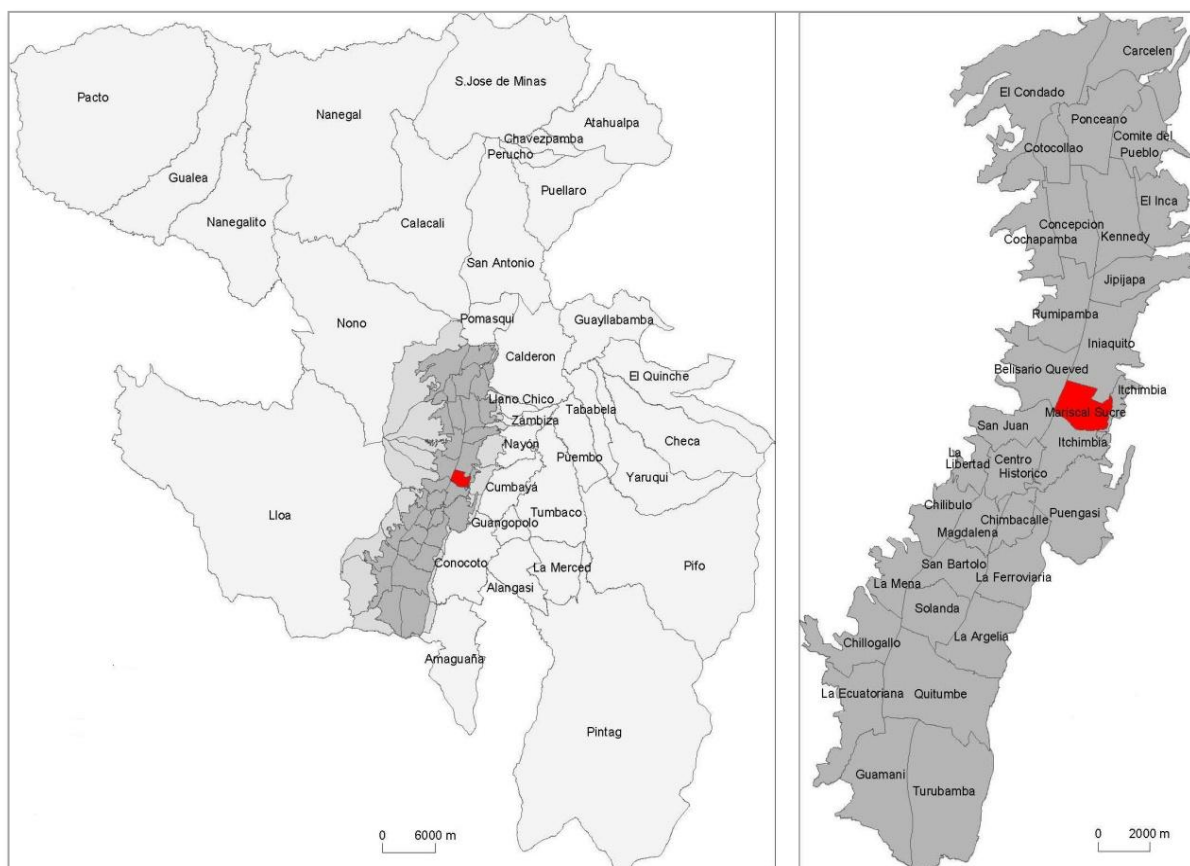 S.Jose de Minas
Pacto
Nanegal
Atahualpa
Chavezpamba
Perucho
Gualea
Puellaro
Nanegalito
Calacali
San Antonio
Nono
Pomasqui
Guayllabamba
Calderon
El Quinche
Llano Chico
Tababela
Zambiza
Checa
Nayón
Puembo
Yaruqui
Cumbayá
Lloa
Tumbaco
Guangopolo
Conocoto
La Merced
Pifo
Alangasi
Amaguaña
Pintag
0 6000 m
Carcelen
El Condado
Ponceano
Comite del
Pueblo
Cotocollao
El Inca
Concepcion
Cochapamba
Kennedy
Jipijapa
Rumipamba
Iniaquito
Belisario Queved
Itchimbia
Mariscal Sucre
San Juan
Itchimbia
La
Libertad
Centro
Historico
Chilibulo
Puengasi
Chimbacalle
Magdalena
San Bartolo
La Ferroviaria
La Mena
Solanda
La Argelia
Chillogallo
La Ecuatoriana
Quitumbe
Guamani
Turubamba
0 2000 m